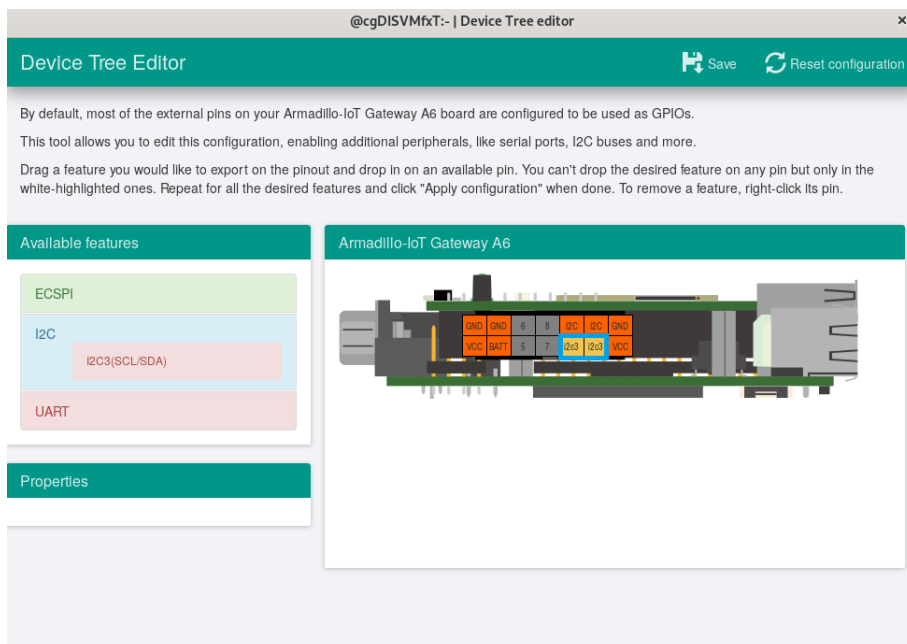 @cgDISVMfxT:~ | Device Tree editor ×
Device Tree Editor
Save
Reset configuration
By default, most of the external pins on your Armadillo-IoT Gateway A6 board are configured to be used as GPIOs.
This tool allows you to edit this configuration, enabling additional peripherals, like serial ports, I2C buses and more.
Drag a feature you would like to export on the pinout and drop in on an available pin. You can't drop the desired feature on any pin but only in the
white-highlighted ones. Repeat for all the desired features and click "Apply configuration" when done. To remove a feature, right-click its pin.
Available features
ECSPI
I2C
I2C3(SCL/SDA)
UART
Properties
Armadillo-IoT Gateway A6
GND GND 6 8 I2C I2C GND
VCC BATT 5 7 i2c3 i2c3 VCC